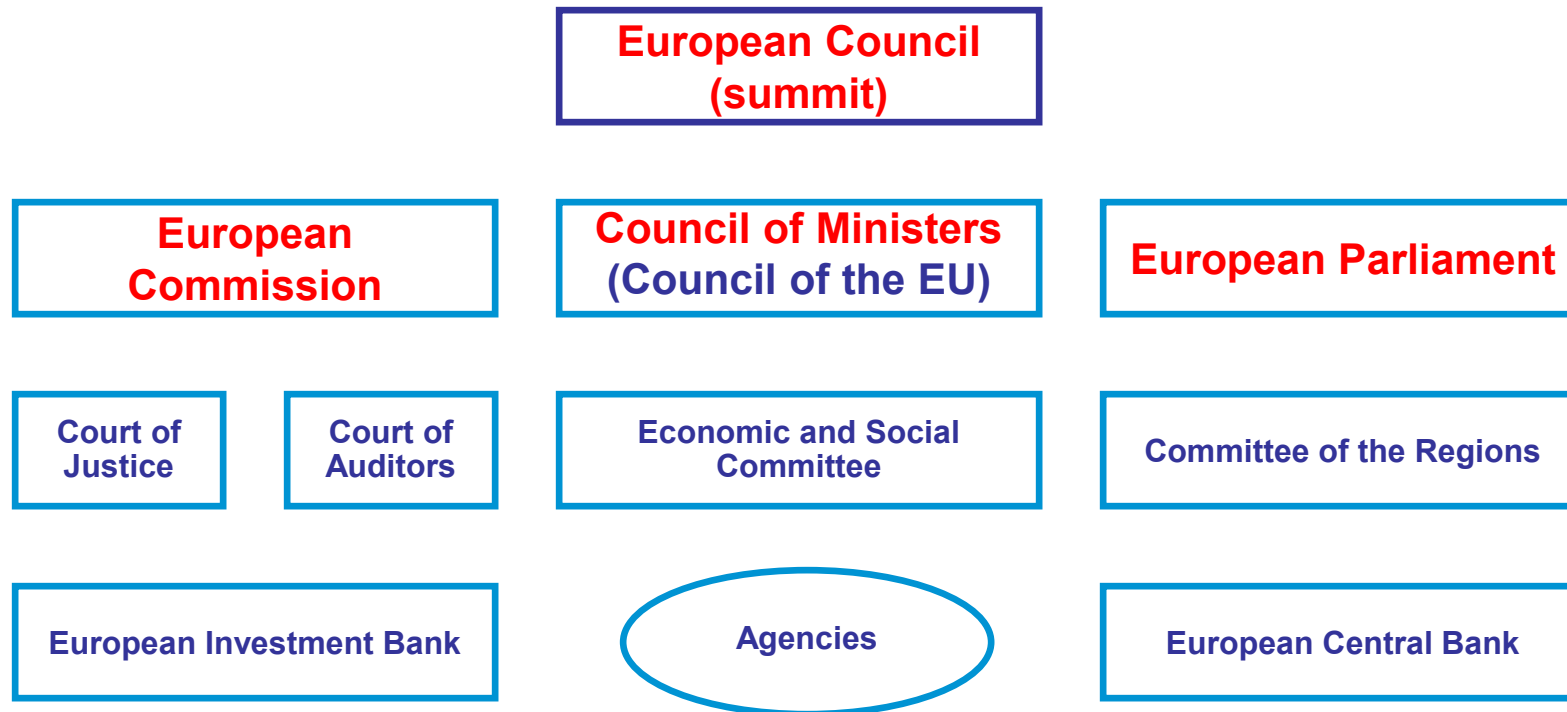 European Council
(summit)
European
Commission
Council of Ministers
(Council of the EU)
European Parliament
Court of
Justice
Court of
Auditors
Economic and Social
Committee
Committee of the Regions
European Investment Bank
Agencies
European Central Bank